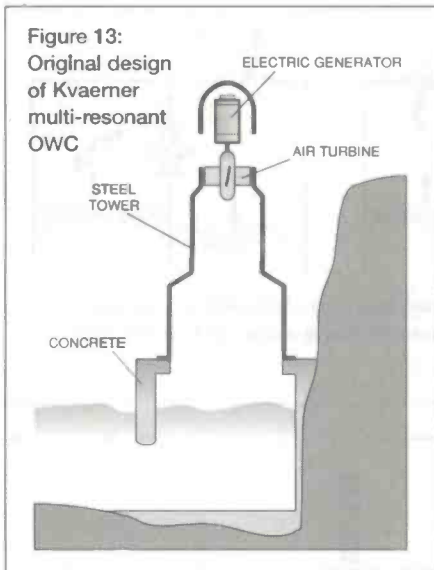 Figure 13:
Original design
of Kvaerner
multi-resonant
OWC
ELECTRIC GENERATOR
AIR TURBINE
STEEL
TOWER
CONCRETE